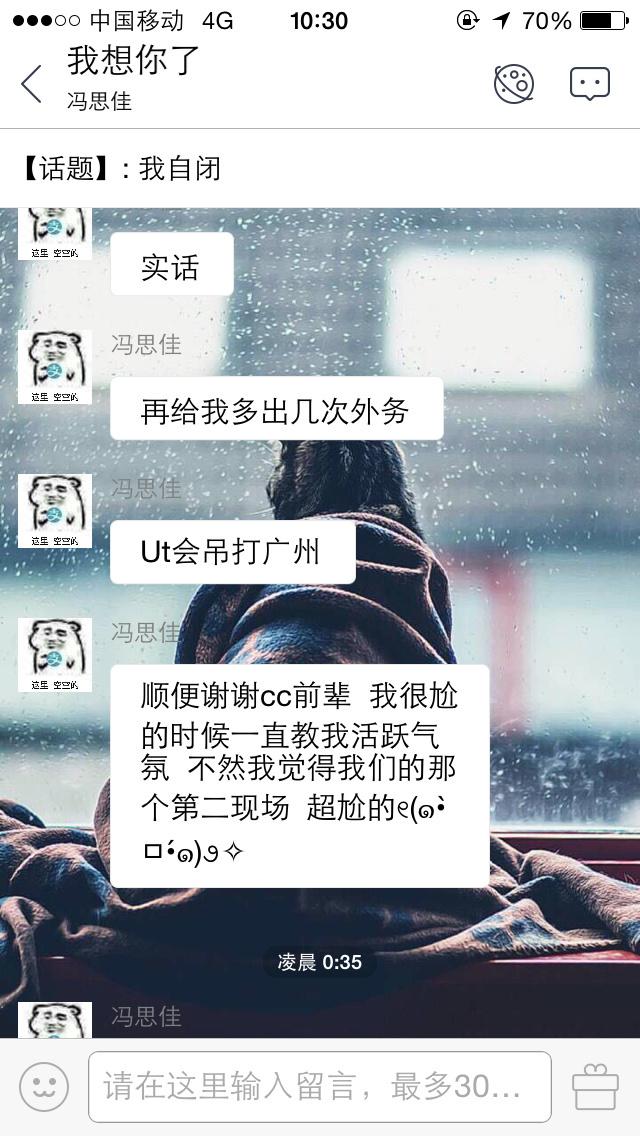 中国移动 4G 10:30 70%
我想你了
冯思佳
【话题】: 我自闭
这里 空空的
实话
冯思佳
这里 空空的
再给我多出几次外务
冯思佳
这里 空空的
Ut会吊打广州
冯思佳
这里 空空的
顺便谢谢cc前辈 我很尬
的时候一直教我活跃气
氛 不然我觉得我们的那
个第二现场 超尬的୧(๑•̀
ㅁ•́๑)૭✧
凌晨 0:35
冯思佳
请在这里输入留言，最多30...